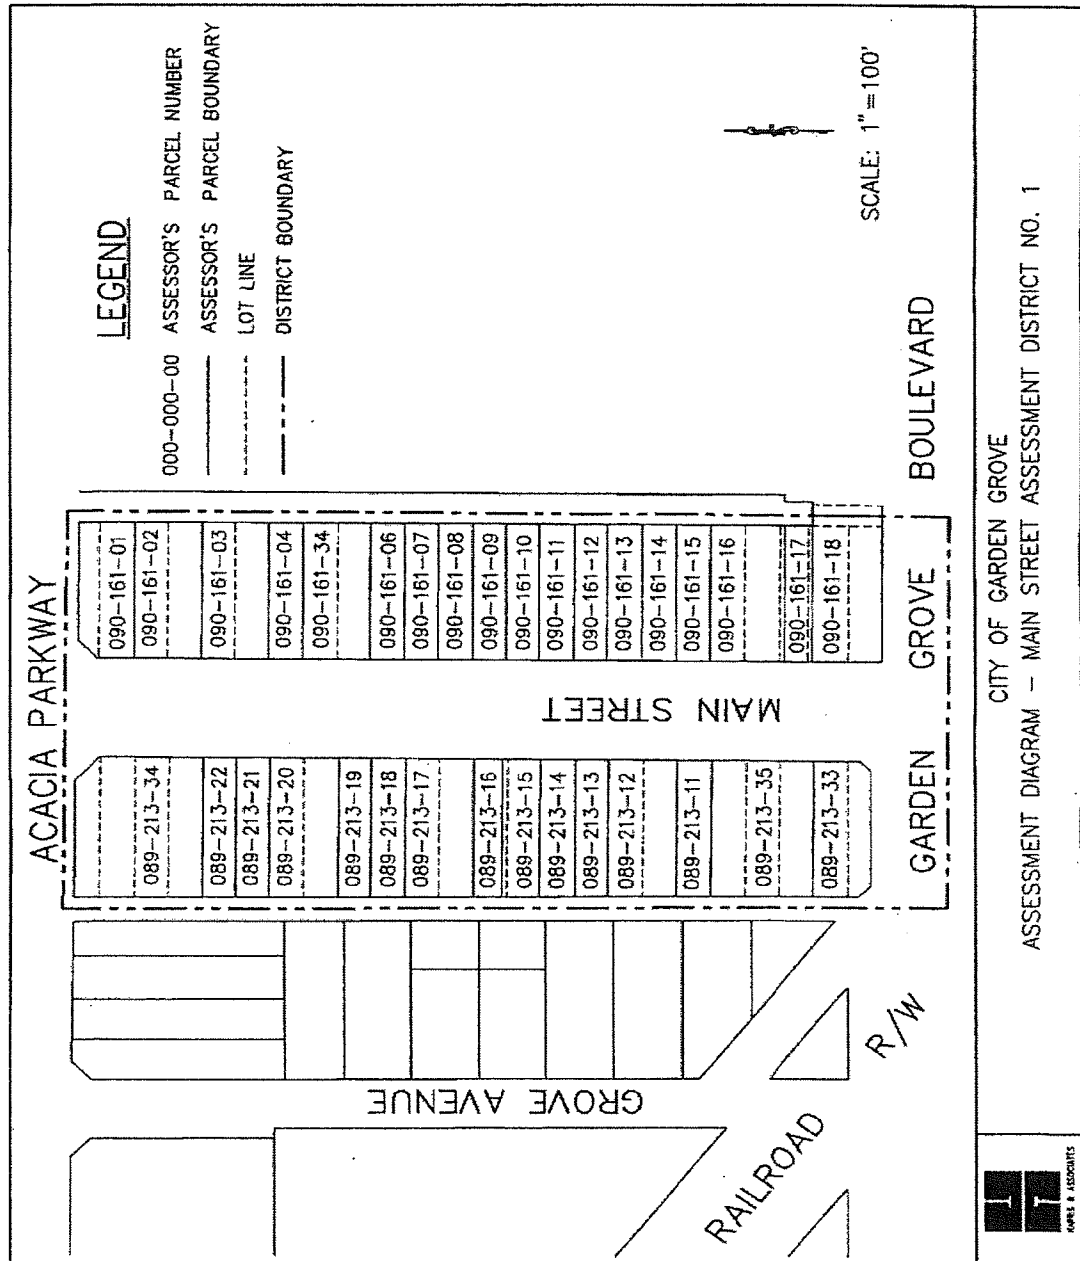 ACACIA PARKWAY
LEGEND
000-000-00 ASSESSOR'S PARCEL NUMBER
ASSESSOR'S PARCEL BOUNDARY
LOT LINE
DISTRICT BOUNDARY
090-161-01
090-161-02
090-161-03
090-161-04
090-161-34
090-161-06
090-161-07
090-161-08
090-161-09
090-161-10
090-161-11
090-161-12
090-161-13
090-161-14
090-161-15
090-161-16
090-161-17
090-161-18
MAIN STREET
089-213-34
089-213-22
089-213-21
089-213-20
089-213-19
089-213-18
089-213-17
089-213-16
089-213-15
089-213-14
089-213-13
089-213-12
089-213-11
089-213-35
089-213-33
GROVE AVENUE
RAILROAD R/W
GARDEN GROVE BOULEVARD
SCALE: 1"=100'
CITY OF GARDEN GROVE
ASSESSMENT DIAGRAM – MAIN STREET ASSESSMENT DISTRICT NO. 1
HARRIS & ASSOCIATES